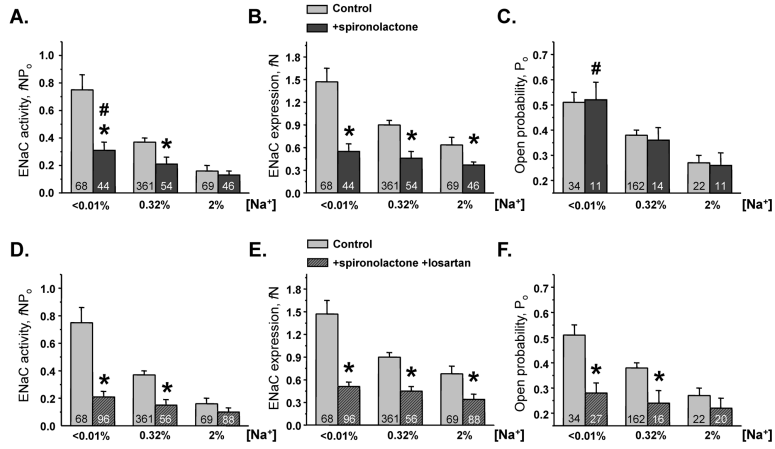 A.
B.
C.
Control
+spironolactone
ENaC activity, fNPo
1.0
0.8
0.6
0.4
0.2
0.0
#
*
*
68 44 361 54 69 46
<0.01% 0.32% 2% [Na+]
ENaC expression, fN
1.8
1.5
1.2
0.9
0.6
0.3
0.0
* * *
68 44 361 54 69 46
<0.01% 0.32% 2% [Na+]
Open probability, Po
0.7
0.6
0.5
0.4
0.3
0.2
#
34 11 162 14 22 11
<0.01% 0.32% 2% [Na+]
D.
E.
F.
Control
+spironolactone +losartan
ENaC activity, fNPo
1.0
0.8
0.6
0.4
0.2
0.0
* *
68 96 361 56 69 88
<0.01% 0.32% 2% [Na+]
ENaC expression, fN
1.8
1.5
1.2
0.9
0.6
0.3
0.0
* * *
68 96 361 56 69 88
<0.01% 0.32% 2% [Na+]
Open probability, Po
0.7
0.6
0.5
0.4
0.3
0.2
* *
34 27 162 16 22 20
<0.01% 0.32% 2% [Na+]